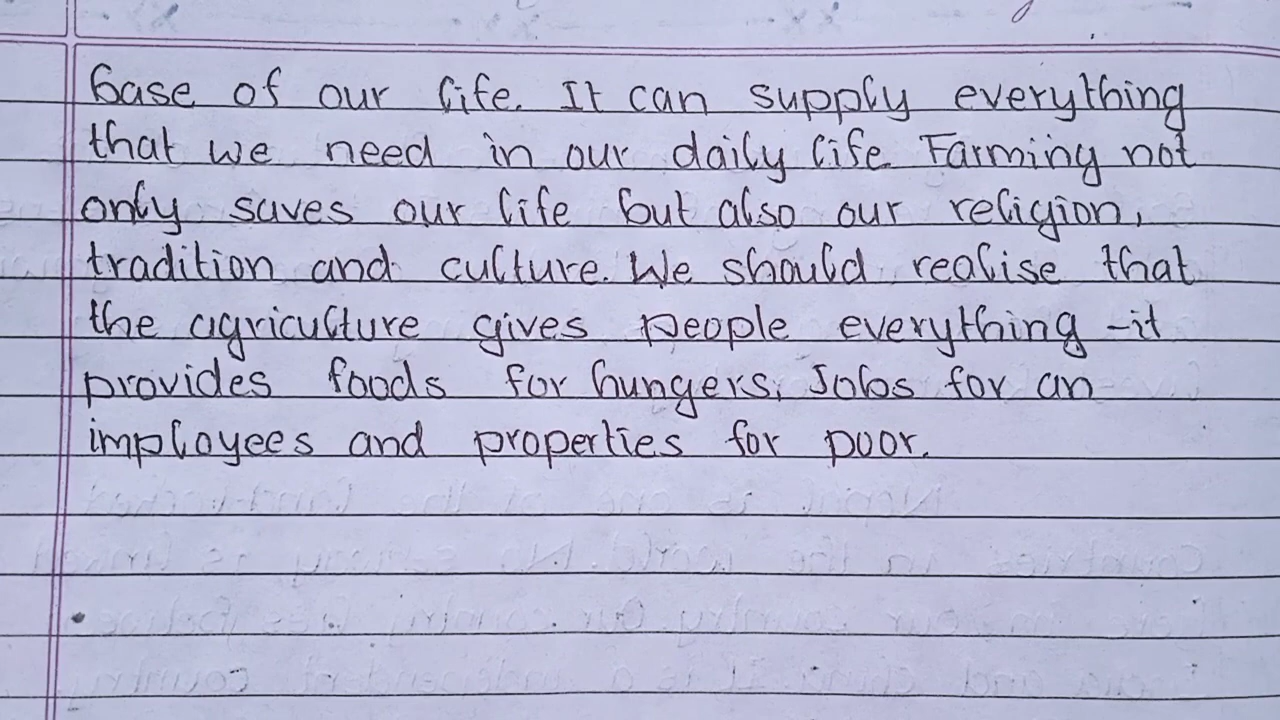 base of our life. It can supply everything
that we need in our daily life. Farming not
only saves our life but also our religion,
tradition and culture. We should realise that
the agriculture gives people everything -it
provides foods for hungers, Jobs for an
imployees and properties for poor.